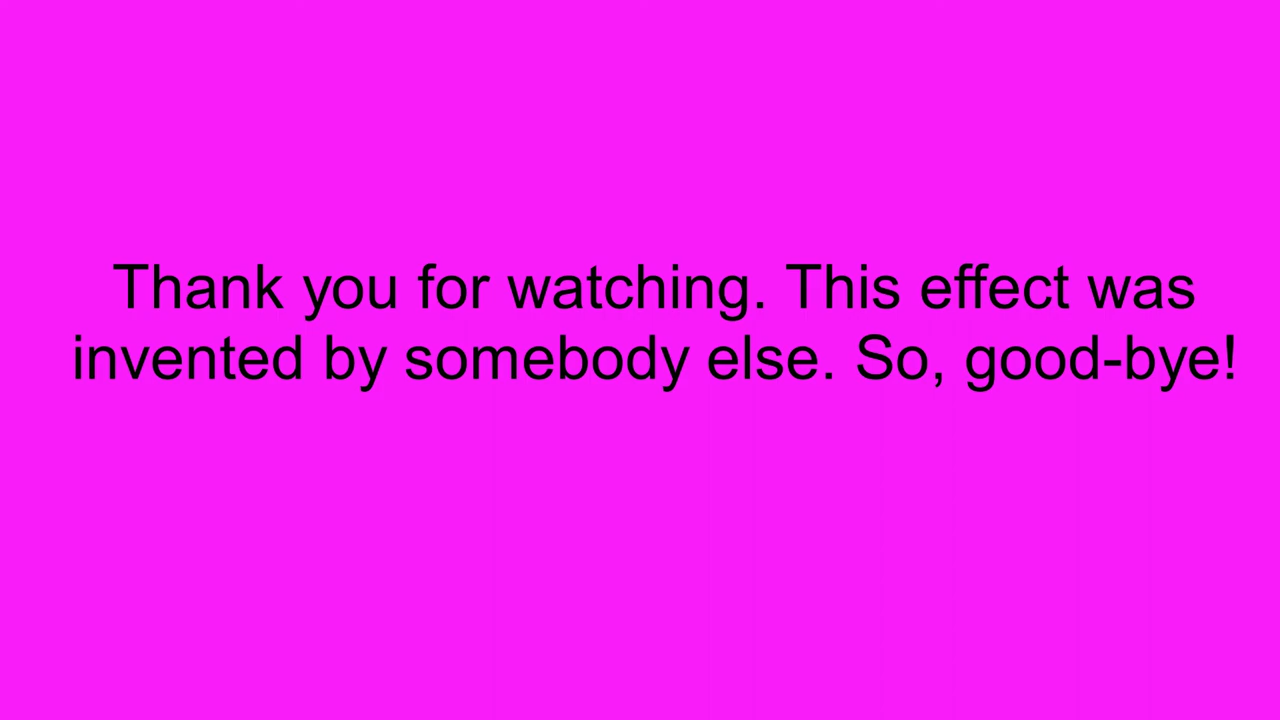 Thank you for watching. This effect was
invented by somebody else. So, good-bye!